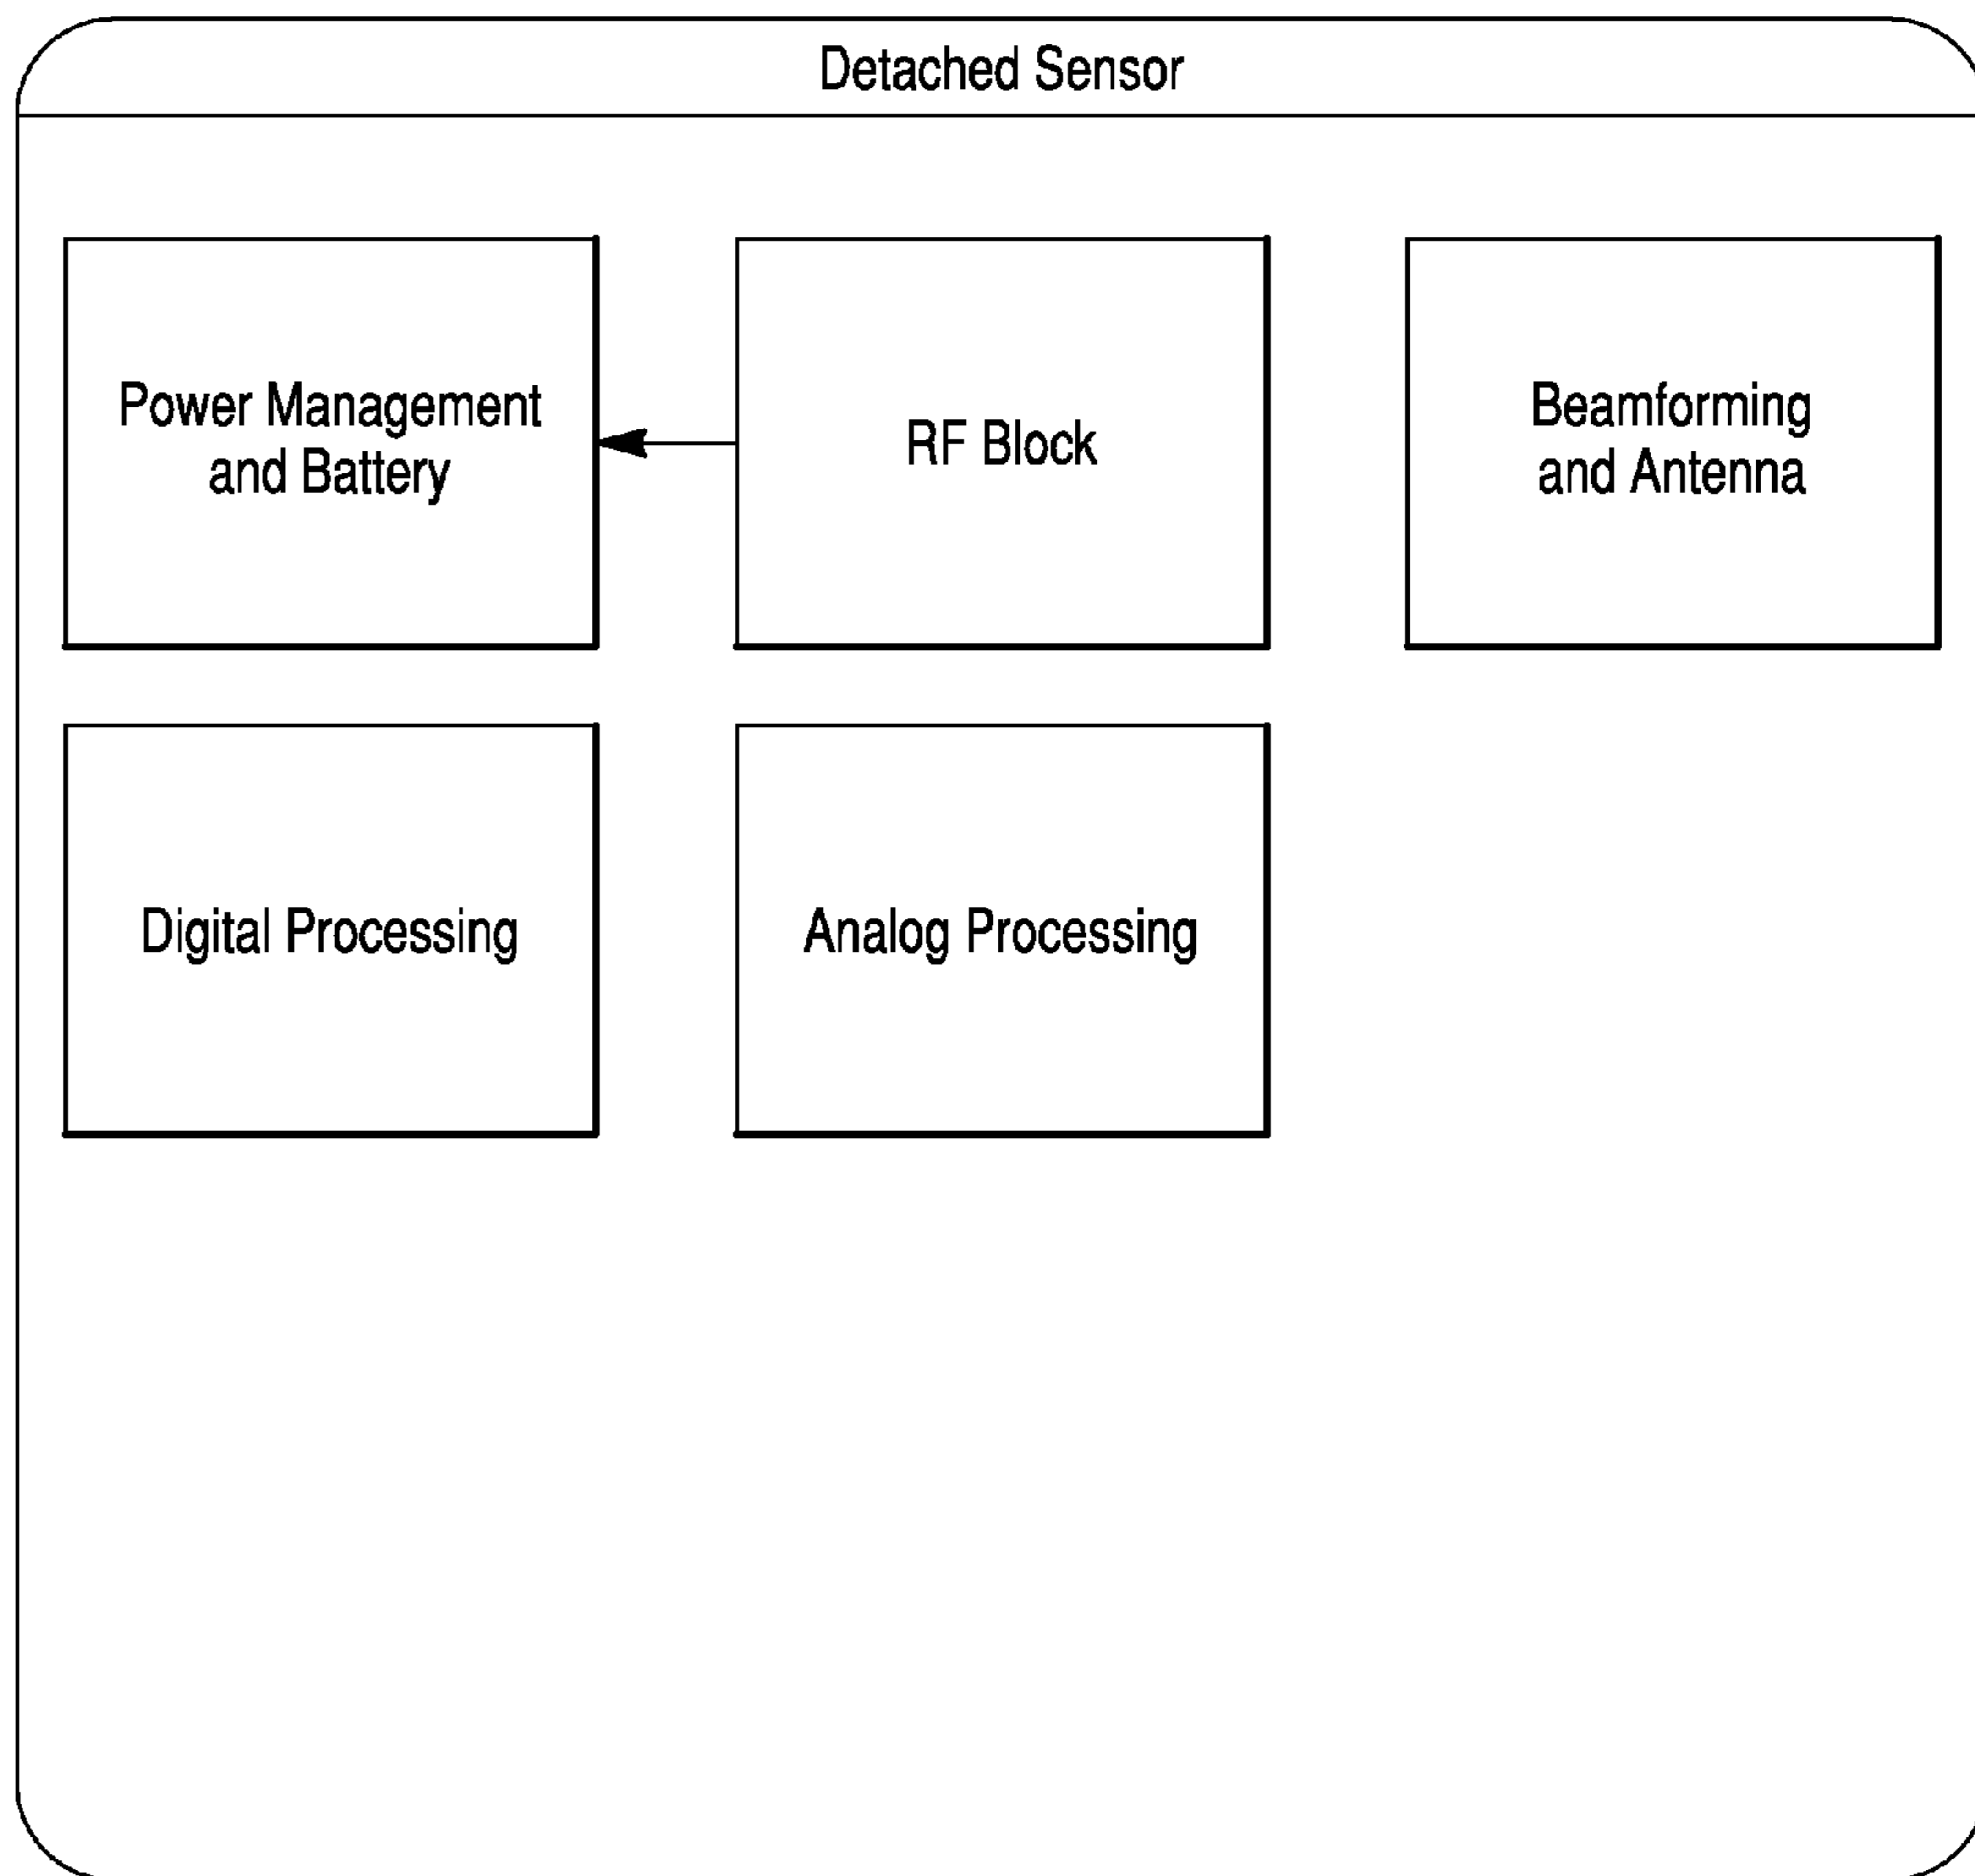 Detached Sensor
Power Management
and Battery
RF Block
Beamforming
and Antenna
Digital Processing
Analog Processing